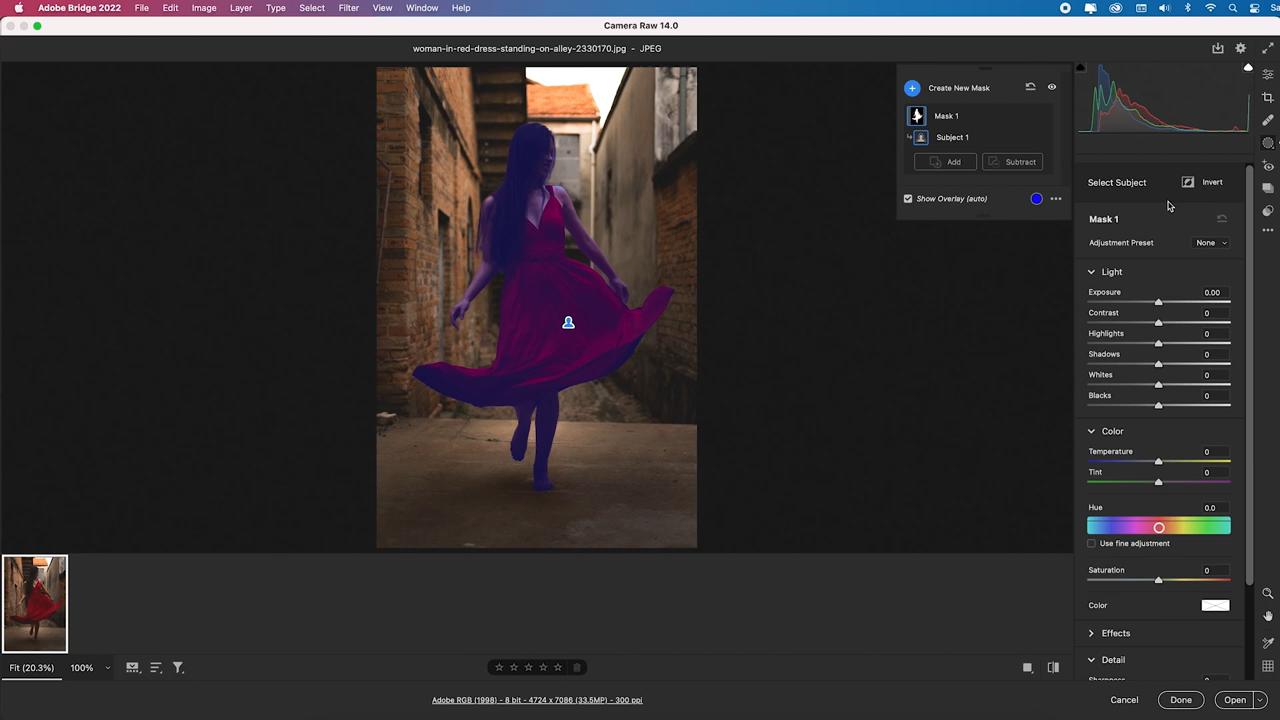 Adobe Bridge 2022 File Edit Image Layer Type Select Filter View Window Help
Camera Raw 14.0
woman-in-red-dress-standing-on-alley-2330170.jpg - JPEG
Create New Mask
Mask 1
Subject 1
Add Subtract
Show Overlay (auto)
Select Subject Invert
Mask 1
Adjustment Preset None
Light
Exposure 0.00
Contrast 0
Highlights 0
Shadows 0
Whites 0
Blacks 0
Color
Temperature 0
Tint 0
Hue 0.0
Use fine adjustment
Saturation 0
Color
Effects
Detail
Fit (20.3%) 100%
Adobe RGB (1998) - 8 bit - 4724 x 7086 (33.5MP) - 300 ppi
Cancel Done Open